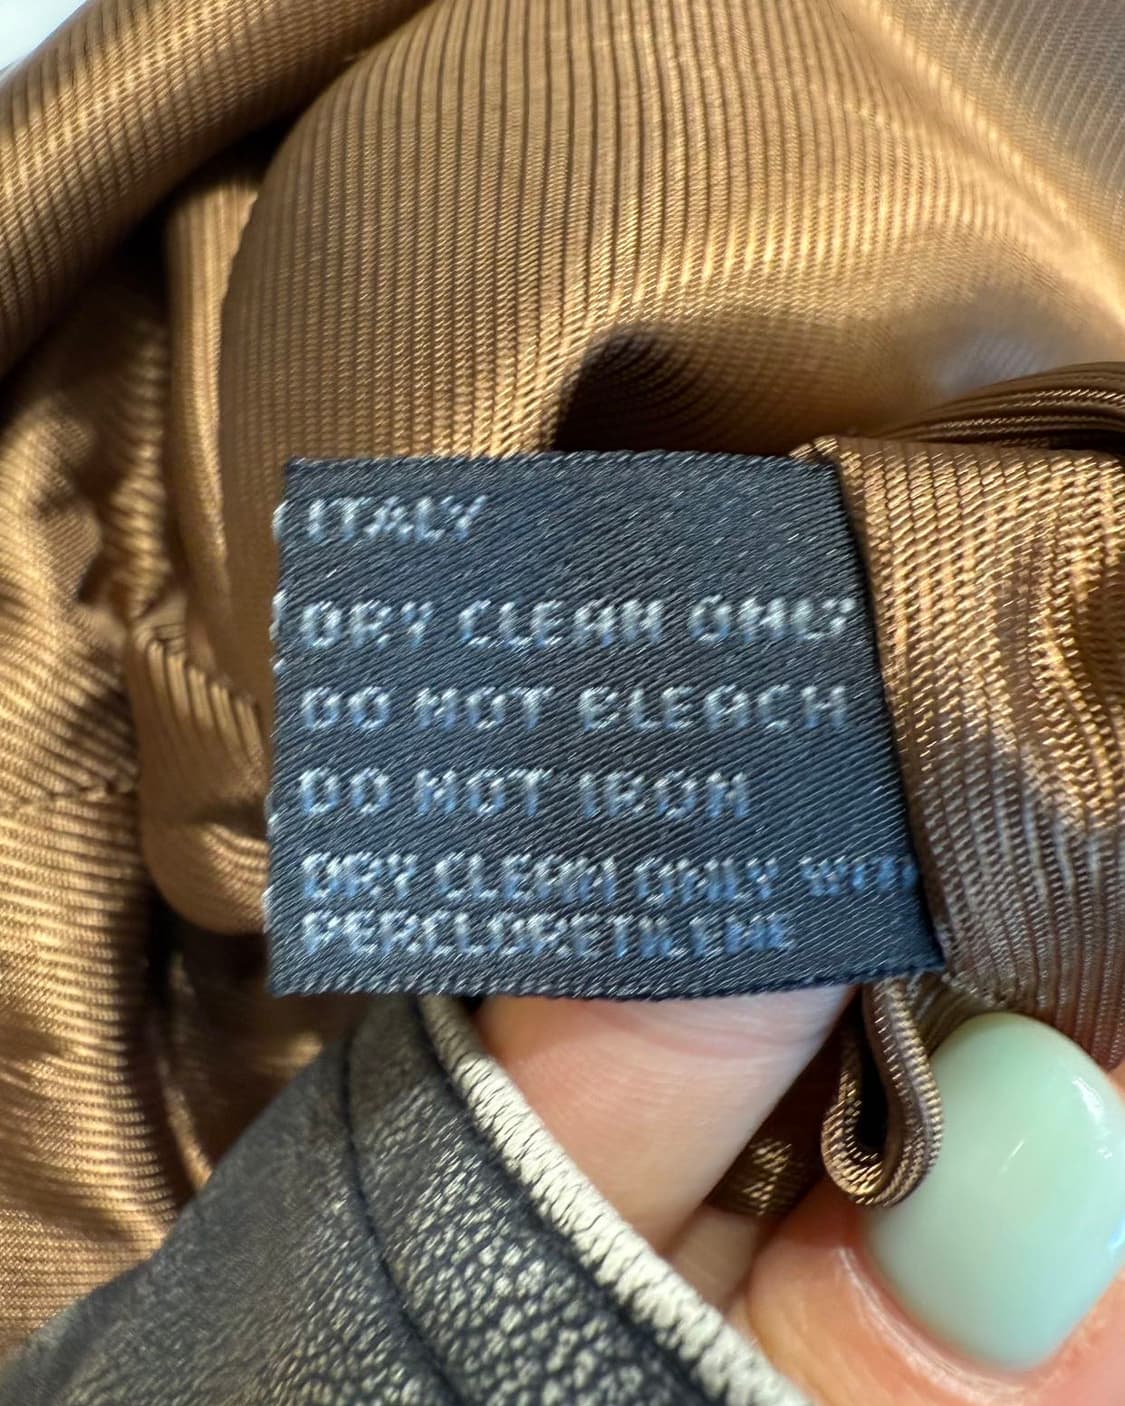 ITALY
DRY CLEAN ONLY
DO NOT BLEACH
DO NOT IRON
DRY CLEAN ONLY WITH
PERCLORETILENE